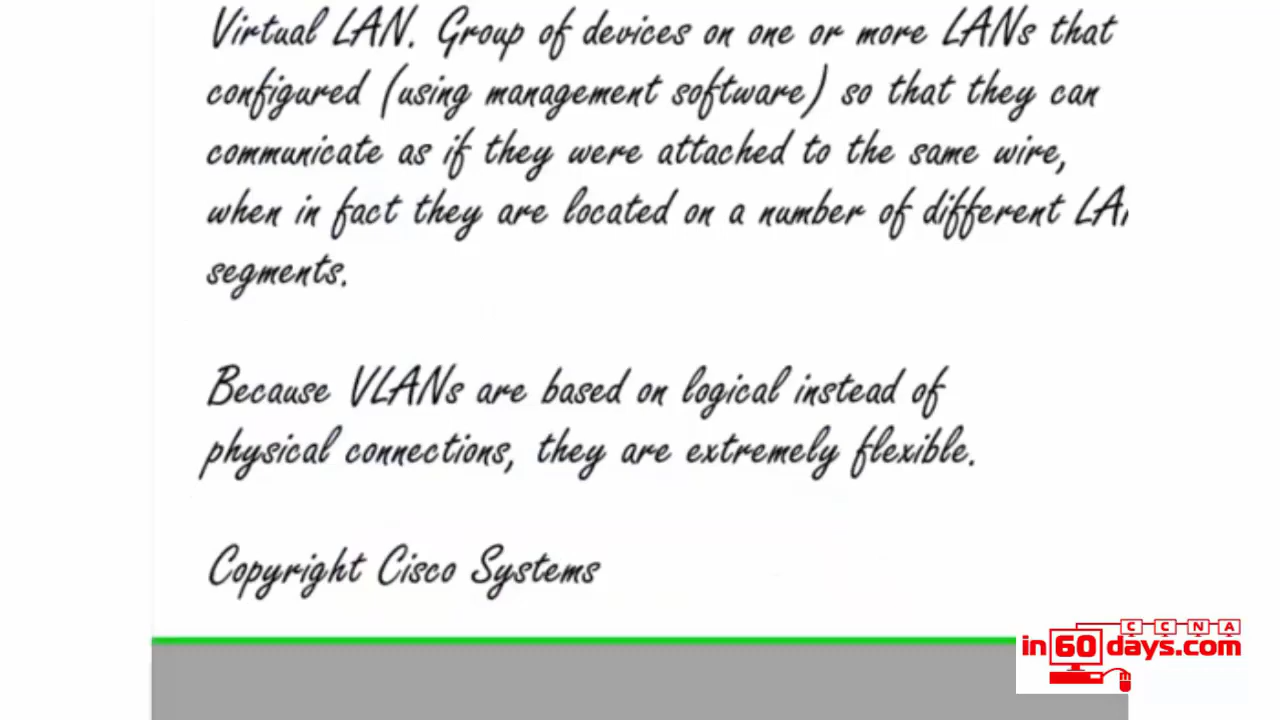 Virtual LAN. Group of devices on one or more LANs that
configured (using management software) so that they can
communicate as if they were attached to the same wire,
when in fact they are located on a number of different
segments.
Because VLANs are based on logical instead of
physical connections, they are extremely flexible.
Copyright Cisco Systems
CCNA
in60days.com